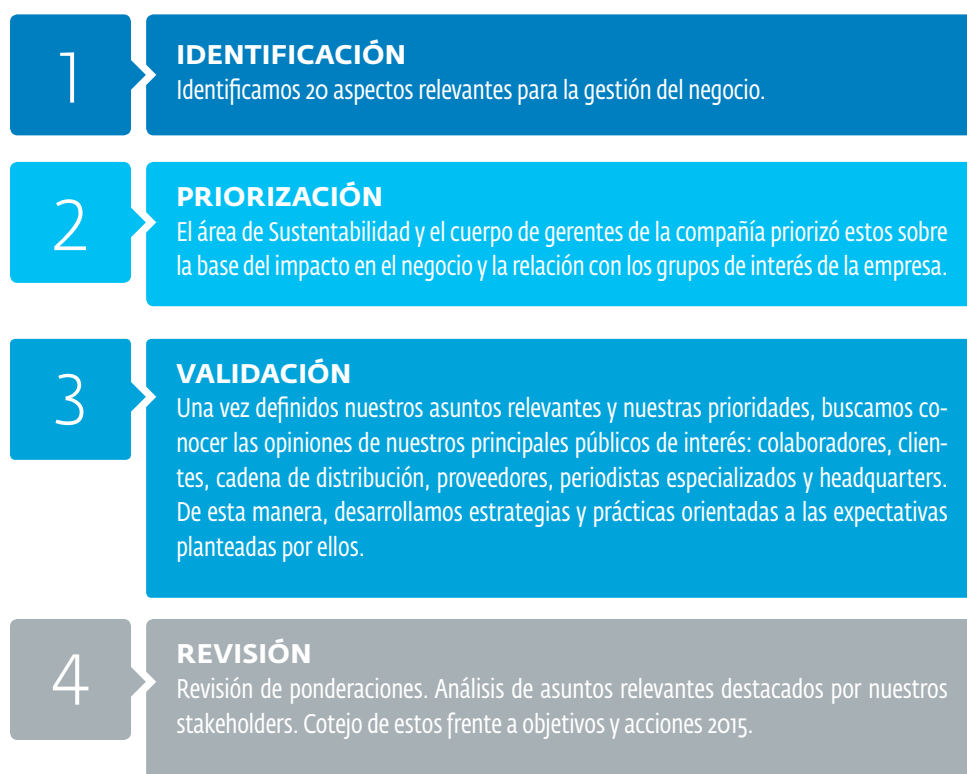 1
IDENTIFICACIÓN
Identificamos 20 aspectos relevantes para la gestión del negocio.
2
PRIORIZACIÓN
El área de Sustentabilidad y el cuerpo de gerentes de la compañía priorizó estos sobre
la base del impacto en el negocio y la relación con los grupos de interés de la empresa.
3
VALIDACIÓN
Una vez definidos nuestros asuntos relevantes y nuestras prioridades, buscamos co-
nocer las opiniones de nuestros principales públicos de interés: colaboradores, clien-
tes, cadena de distribución, proveedores, periodistas especializados y headquarters.
De esta manera, desarrollamos estrategias y prácticas orientadas a las expectativas
planteadas por ellos.
4
REVISIÓN
Revisión de ponderaciones. Análisis de asuntos relevantes destacados por nuestros
stakeholders. Cotejo de estos frente a objetivos y acciones 2015.